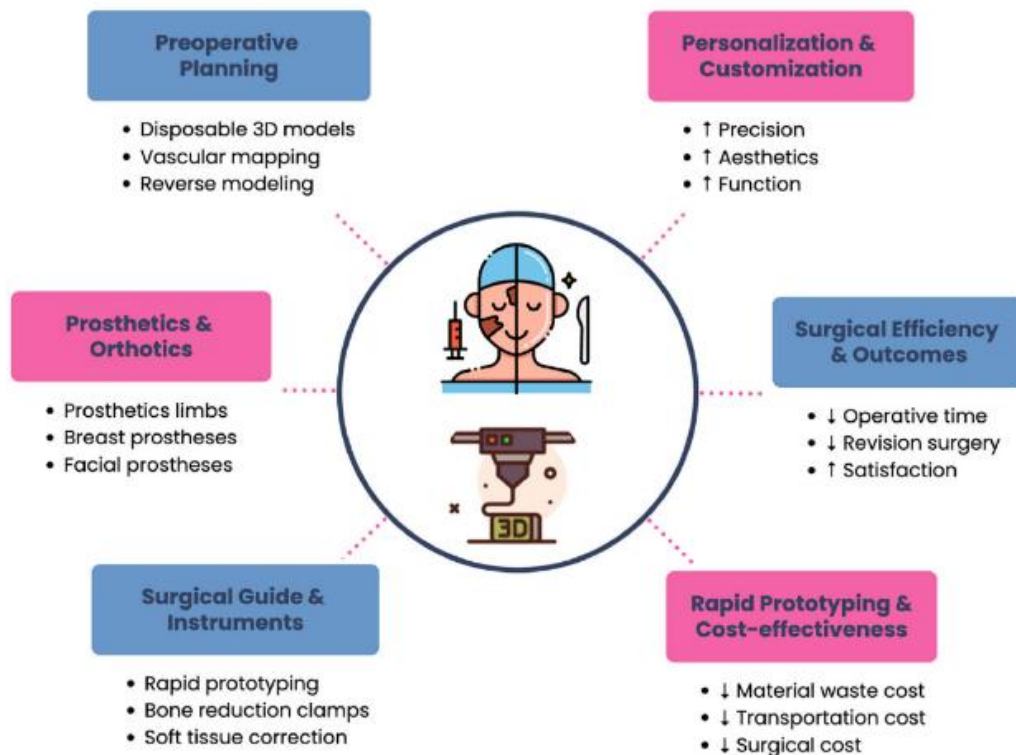 Preoperative
Planning
• Disposable 3D models
• Vascular mapping
• Reverse modeling
Personalization &
Customization
• ↑ Precision
• ↑ Aesthetics
• ↑ Function
Prosthetics &
Orthotics
• Prosthetics limbs
• Breast prostheses
• Facial prostheses
Surgical Efficiency
& Outcomes
• ↓ Operative time
• ↓ Revision surgery
• ↑ Satisfaction
3D
Surgical Guide &
Instruments
• Rapid prototyping
• Bone reduction clamps
• Soft tissue correction
Rapid Prototyping &
Cost-effectiveness
• ↓ Material waste cost
• ↓ Transportation cost
• ↓ Surgical cost